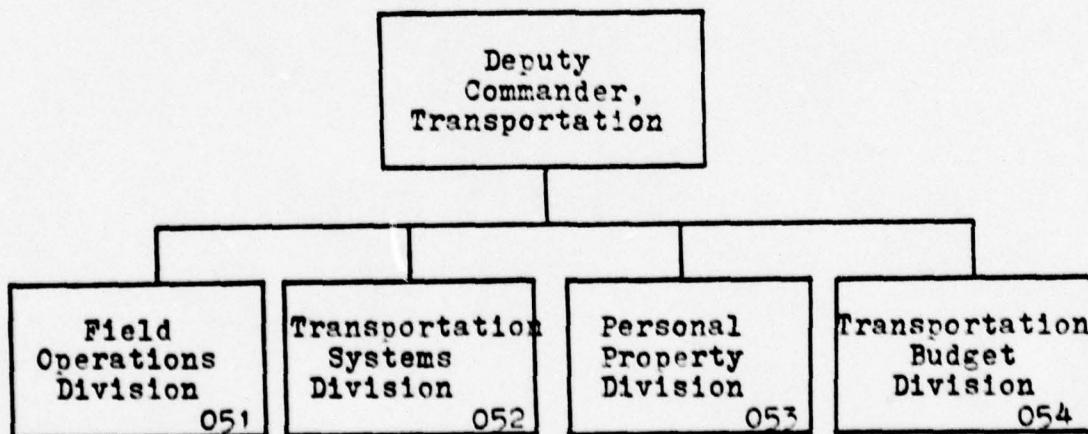 Deputy
Commander,
Transportation
Field
Operations
Division
051
Transportation
Systems
Division
052
Personal
Property
Division
053
Transportation
Budget
Division
054